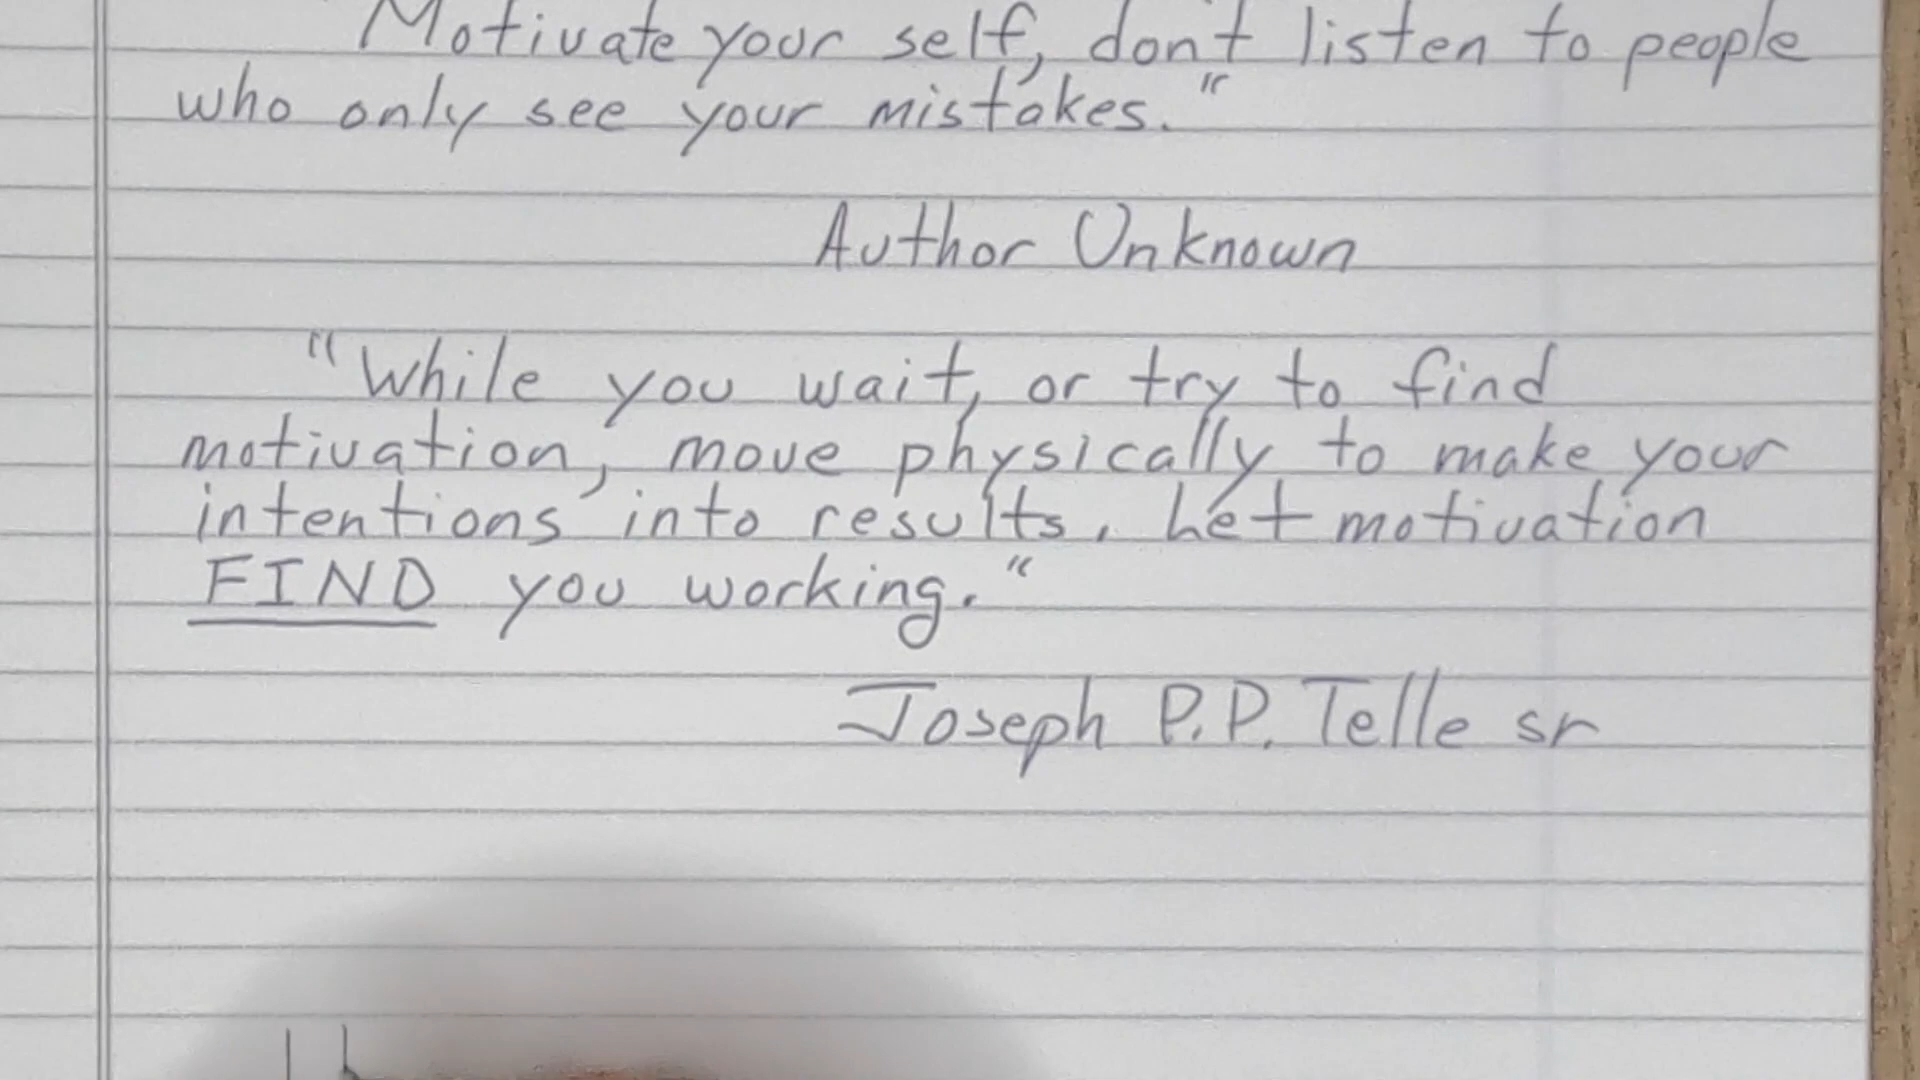 Motivate your self, don't listen to people
who only see your mistakes."
Author Unknown
"While you wait, or try to find
motivation, move physically to make your
intentions into results. Let motivation
FIND you working."
Joseph P.P. Telle sr